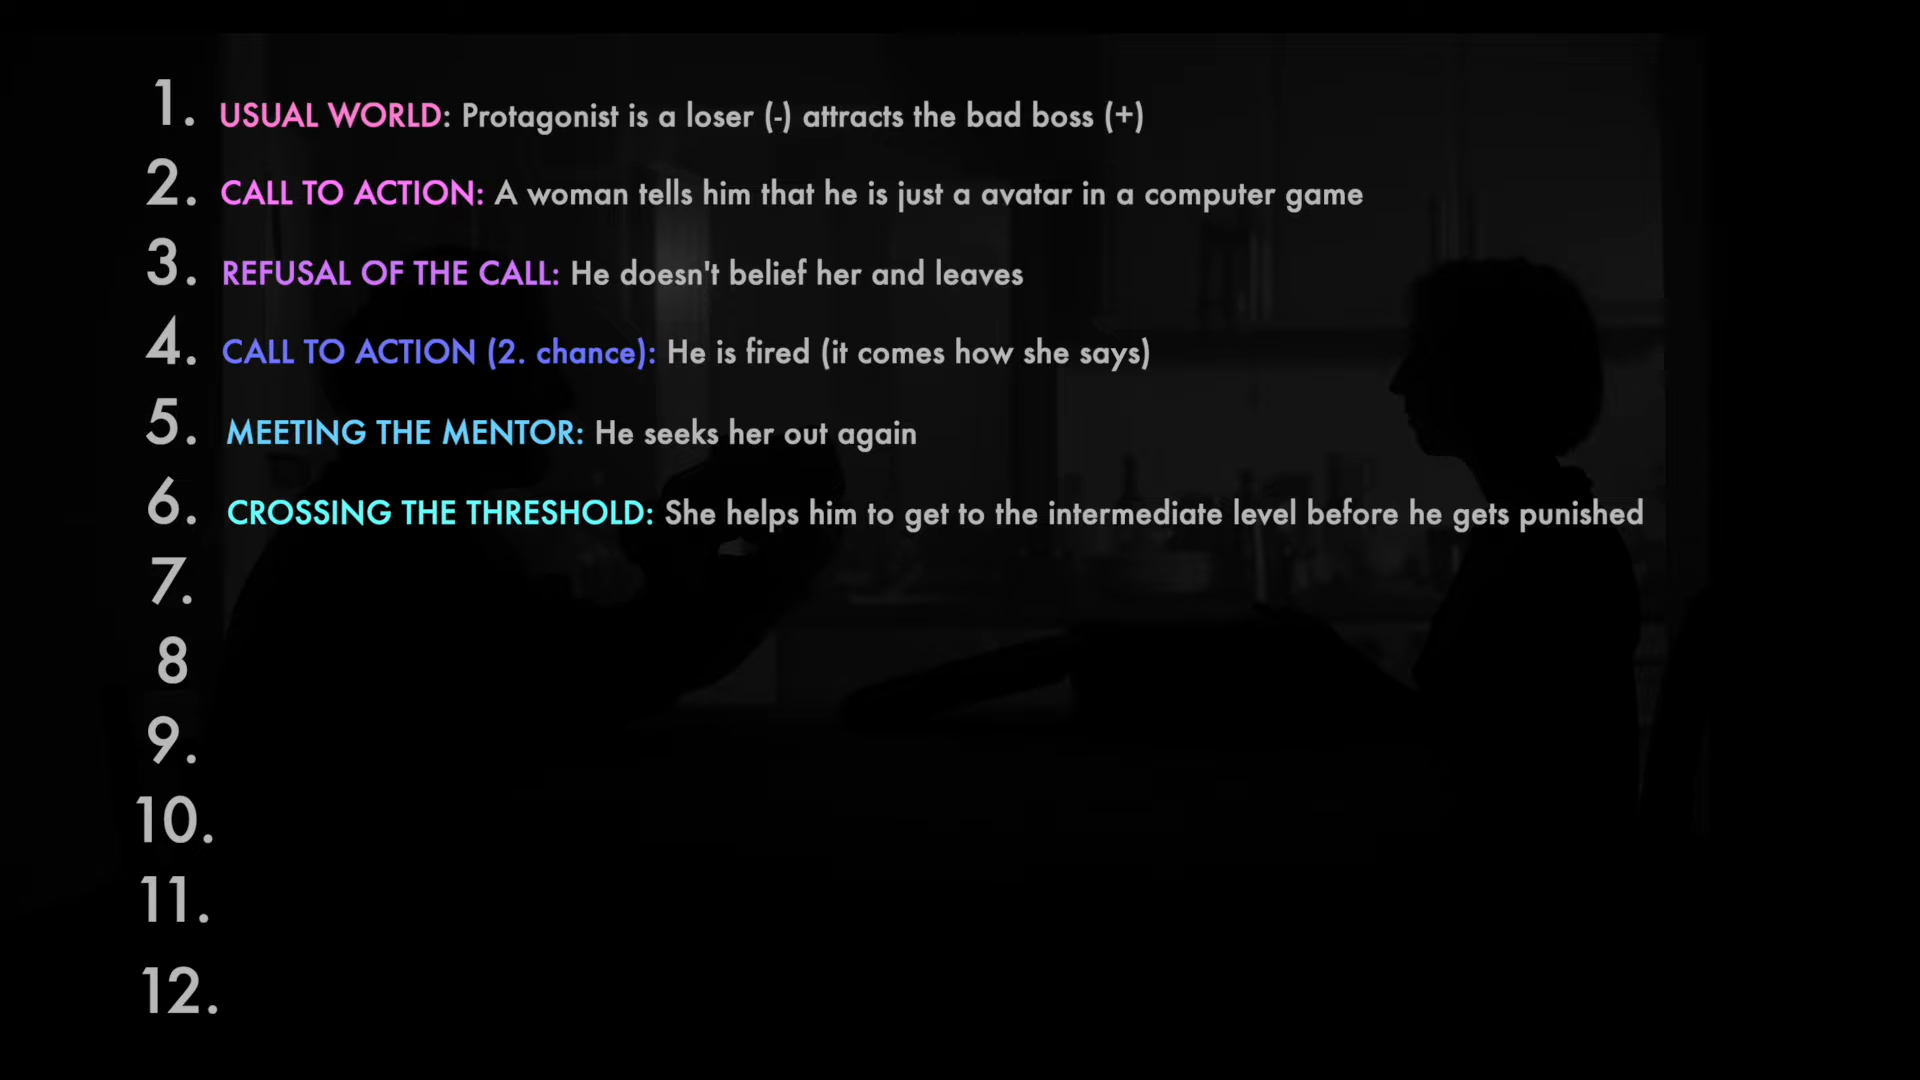 1. USUAL WORLD: Protagonist is a loser (-) attracts the bad boss (+)
2. CALL TO ACTION: A woman tells him that he is just a avatar in a computer game
3. REFUSAL OF THE CALL: He doesn't belief her and leaves
4. CALL TO ACTION (2. chance): He is fired (it comes how she says)
5. MEETING THE MENTOR: He seeks her out again
6. CROSSING THE THRESHOLD: She helps him to get to the intermediate level before he gets punished
7.
8
9.
10.
11.
12.